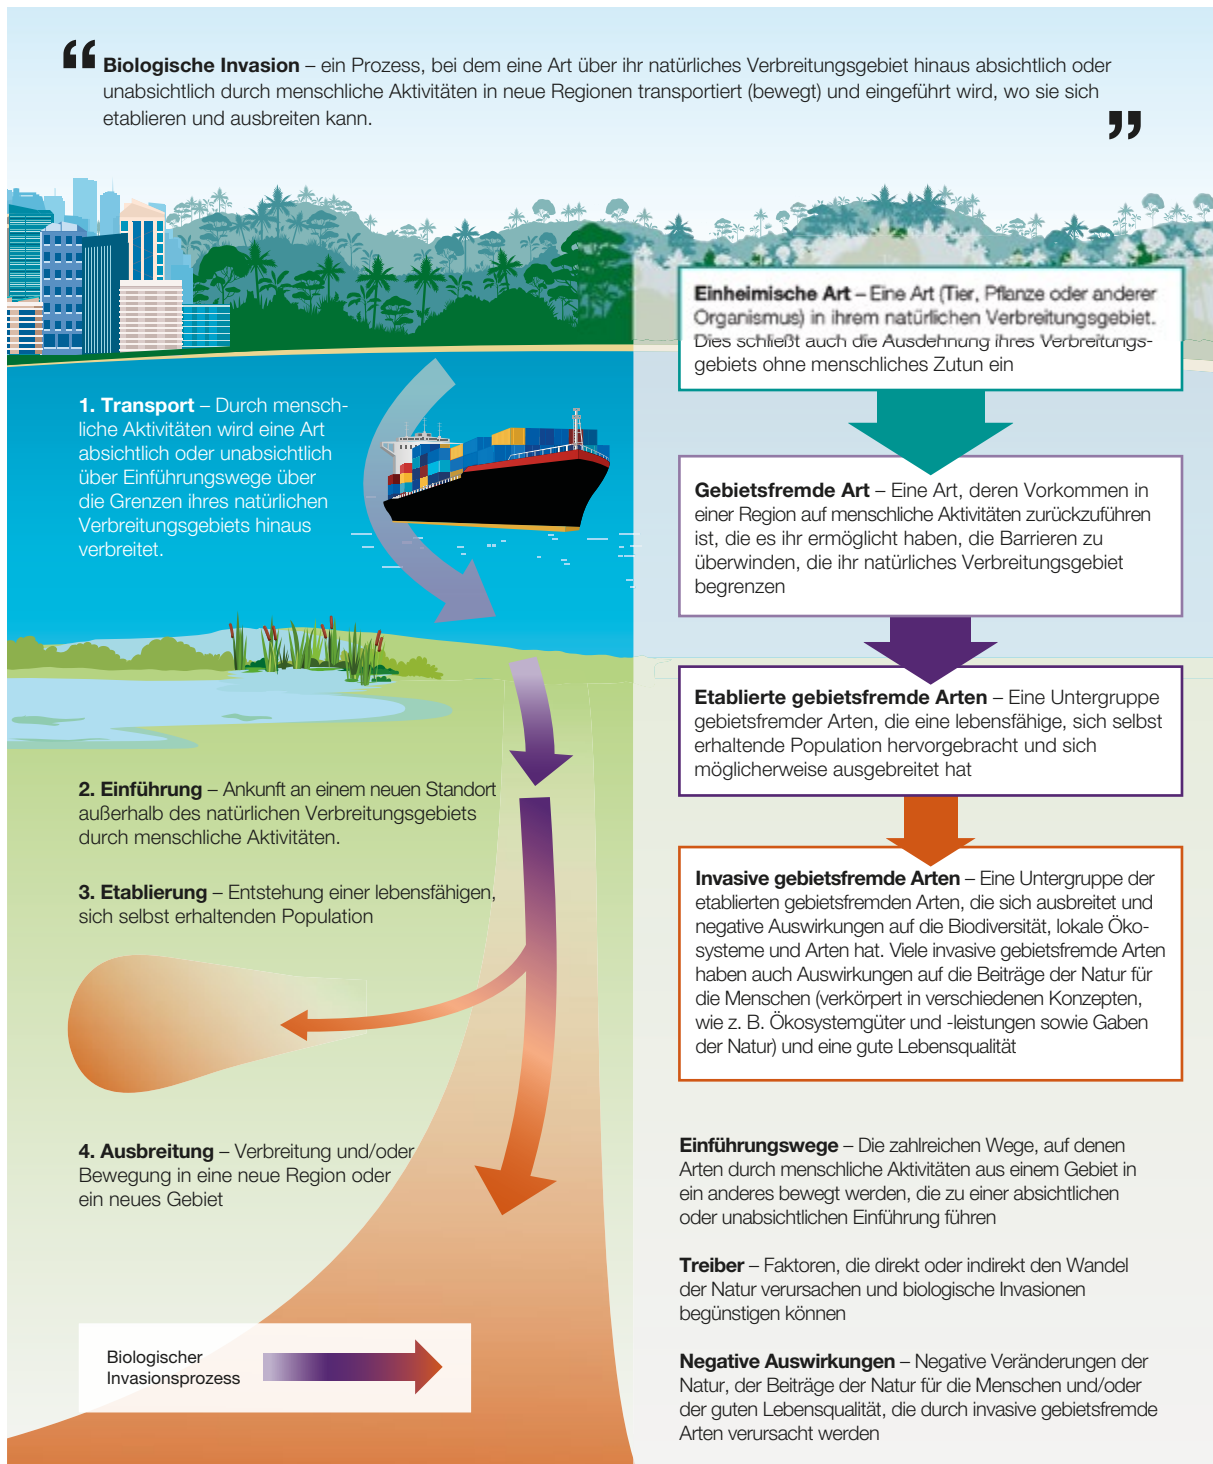 “ Biologische Invasion – ein Prozess, bei dem eine Art über ihr natürliches Verbreitungsgebiet hinaus absichtlich oder
unabsichtlich durch menschliche Aktivitäten in neue Regionen transportiert (bewegt) und eingeführt wird, wo sie sich
etablieren und ausbreiten kann. ”
Einheimische Art – Eine Art (Tier, Pflanze oder anderer
Organismus) in ihrem natürlichen Verbreitungsgebiet.
Dies schließt auch die Ausdehnung ihres Verbreitungs-
gebiets ohne menschliches Zutun ein
1. Transport – Durch mensch-
liche Aktivitäten wird eine Art
absichtlich oder unabsichtlich
über Einführungswege über
die Grenzen ihres natürlichen
Verbreitungsgebiets hinaus
verbreitet.
Gebietsfremde Art – Eine Art, deren Vorkommen in
einer Region auf menschliche Aktivitäten zurückzuführen
ist, die es ihr ermöglicht haben, die Barrieren zu
überwinden, die ihr natürliches Verbreitungsgebiet
begrenzen
Etablierte gebietsfremde Arten – Eine Untergruppe
gebietsfremder Arten, die eine lebensfähige, sich selbst
erhaltende Population hervorgebracht und sich
möglicherweise ausgebreitet hat
2. Einführung – Ankunft an einem neuen Standort
außerhalb des natürlichen Verbreitungsgebiets
durch menschliche Aktivitäten.
3. Etablierung – Entstehung einer lebensfähigen,
sich selbst erhaltenden Population
Invasive gebietsfremde Arten – Eine Untergruppe der
etablierten gebietsfremden Arten, die sich ausbreitet und
negative Auswirkungen auf die Biodiversität, lokale Öko-
systeme und Arten hat. Viele invasive gebietsfremde Arten
haben auch Auswirkungen auf die Beiträge der Natur für
die Menschen (verkörpert in verschiedenen Konzepten,
wie z. B. Ökosystemgüter und -leistungen sowie Gaben
der Natur) und eine gute Lebensqualität
4. Ausbreitung – Verbreitung und/oder
Bewegung in eine neue Region oder
ein neues Gebiet
Einführungswege – Die zahlreichen Wege, auf denen
Arten durch menschliche Aktivitäten aus einem Gebiet in
ein anderes bewegt werden, die zu einer absichtlichen
oder unabsichtlichen Einführung führen
Treiber – Faktoren, die direkt oder indirekt den Wandel
der Natur verursachen und biologische Invasionen
begünstigen können
Negative Auswirkungen – Negative Veränderungen der
Natur, der Beiträge der Natur für die Menschen und/oder
der guten Lebensqualität, die durch invasive gebietsfremde
Arten verursacht werden
Biologischer
Invasionsprozess